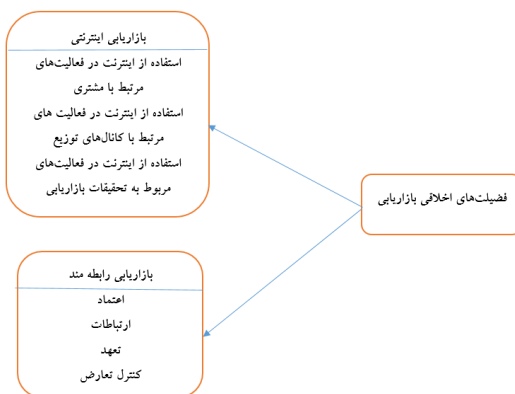 بازاریابی اینترنتی
استفاده از اینترنت در فعالیت‌های
مرتبط با مشتری
استفاده از اینترنت در فعالیت های
مرتبط با کانال‌های توزیع
استفاده از اینترنت در فعالیت‌های
مربوط به تحقیقات بازاریابی
فضیلت‌های اخلاقی بازاریابی
بازاریابی رابطه مند
اعتماد
ارتباطات
تعهد
کنترل تعارض